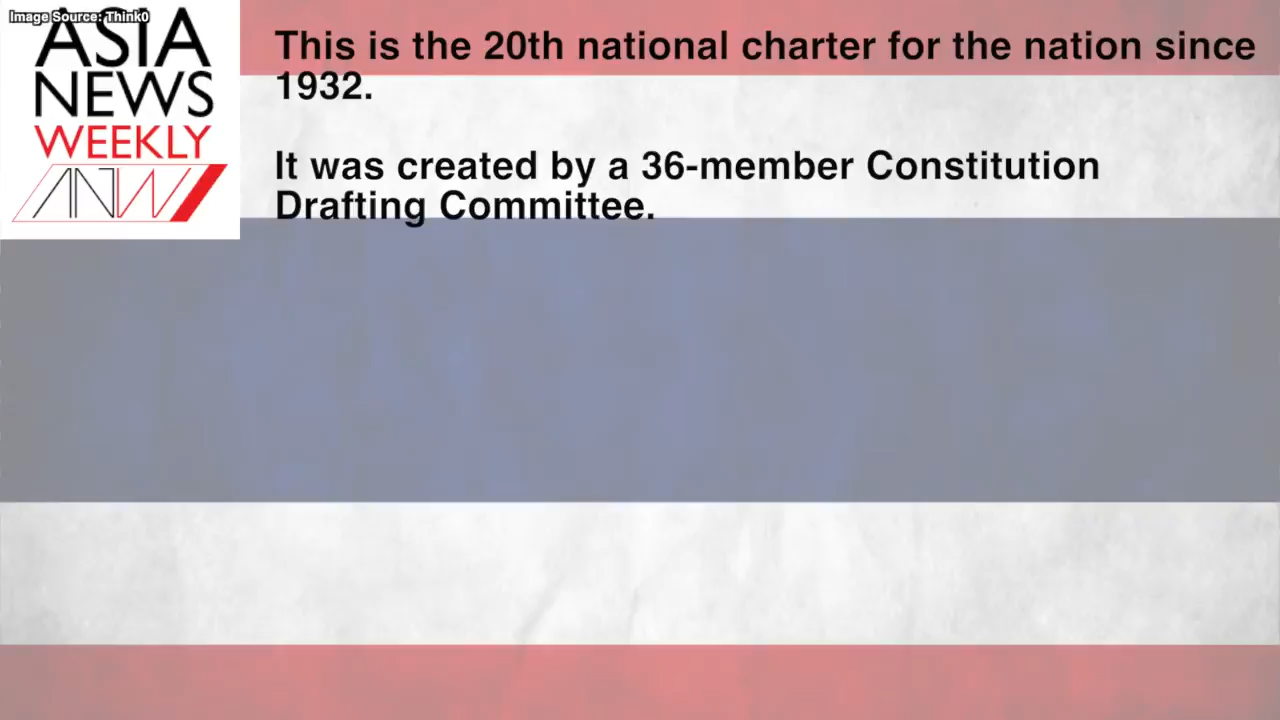 Image Source: Think0
ASIA
NEWS
WEEKLY
ANW
This is the 20th national charter for the nation since
1932.
It was created by a 36-member Constitution
Drafting Committee.